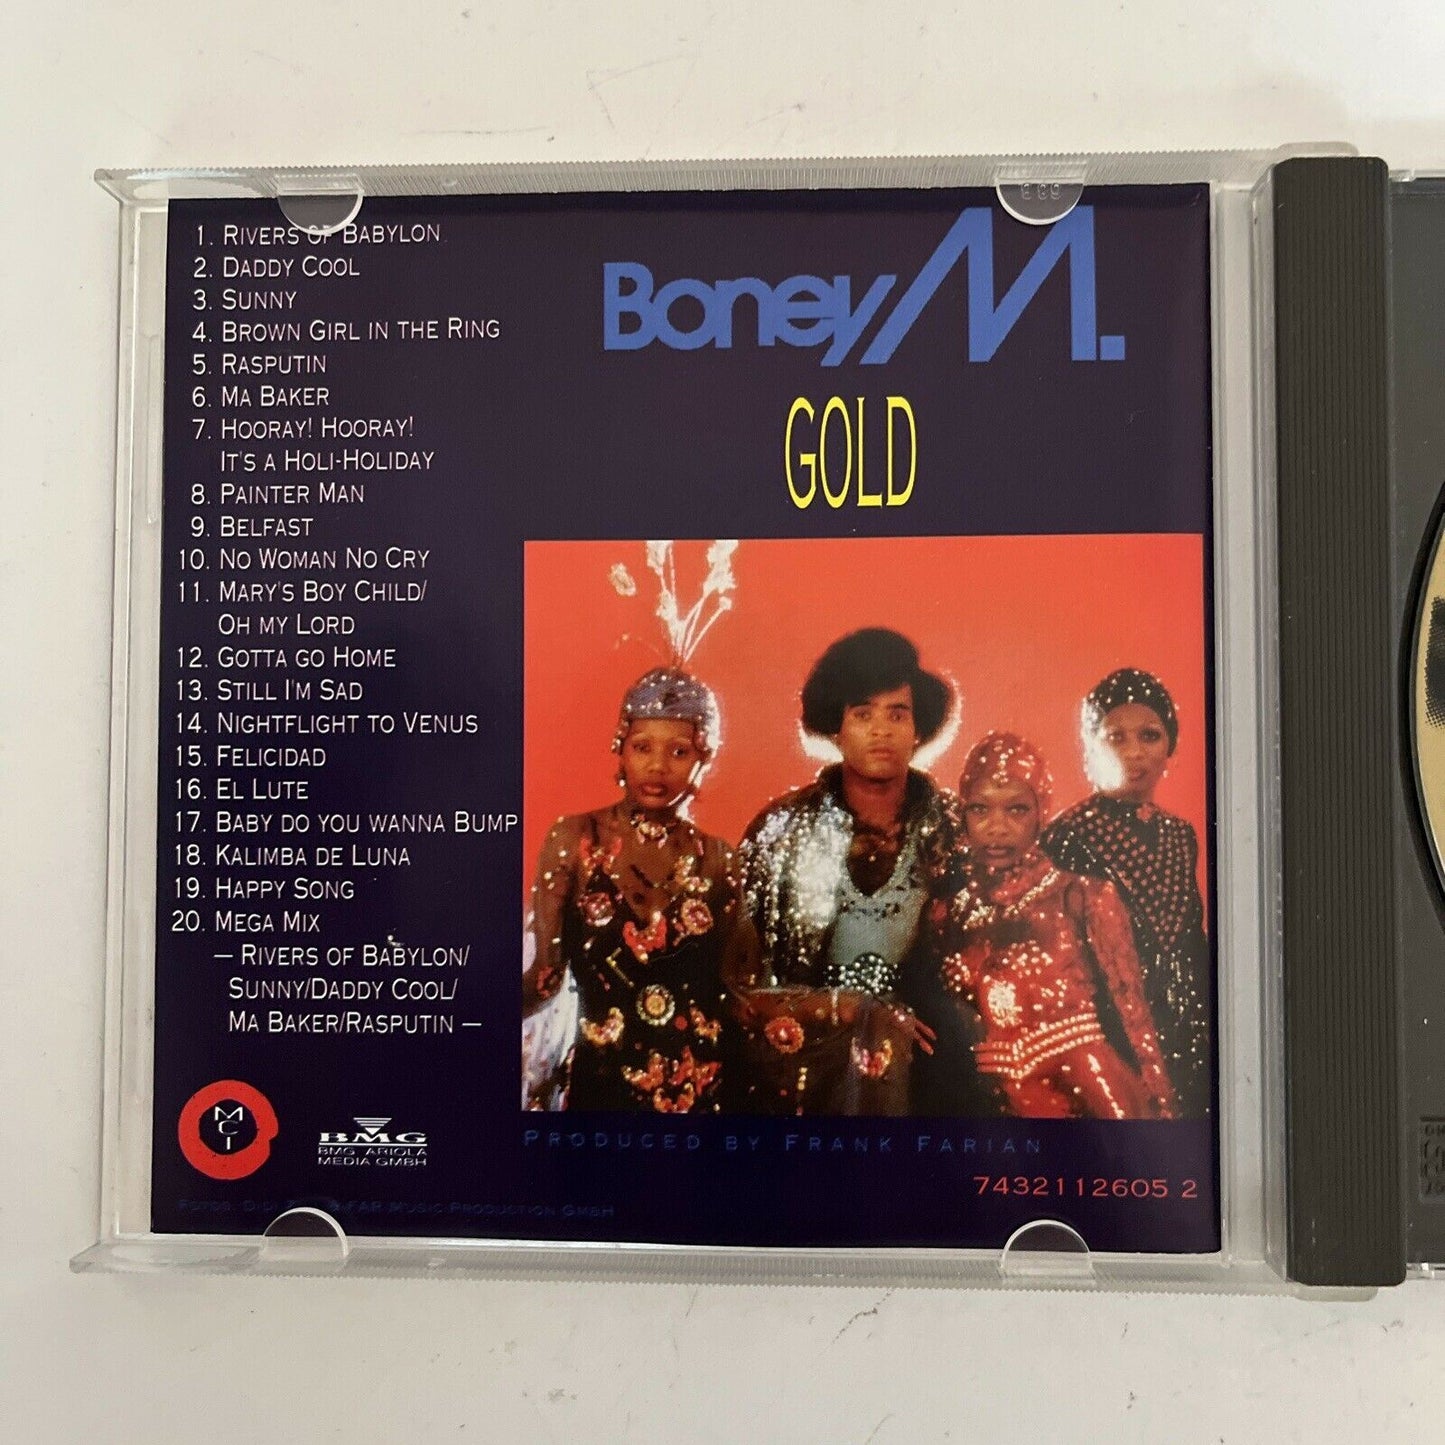 1. Rivers of Babylon
2. Daddy Cool
3. Sunny
4. Brown Girl in the Ring
5. Rasputin
6. Ma Baker
7. Hooray! Hooray!
It's a Holi-Holiday
8. Painter Man
9. Belfast
10. No Woman No Cry
11. Mary's Boy Child/
Oh my Lord
12. Gotta go Home
13. Still I'm Sad
14. Nightflight to Venus
15. Felicidad
16. El Lute
17. Baby do you wanna Bump
18. Kalimba de Luna
19. Happy Song
20. Mega Mix
– Rivers of Babylon/
Sunny/Daddy Cool/
Ma Baker/Rasputin –
Boney M.
GOLD
MCI
BMG
BMG ARIOLA
MEDIA GMBH
Produced by Frank Farian
7432112605 2
FAR Music Production GmbH